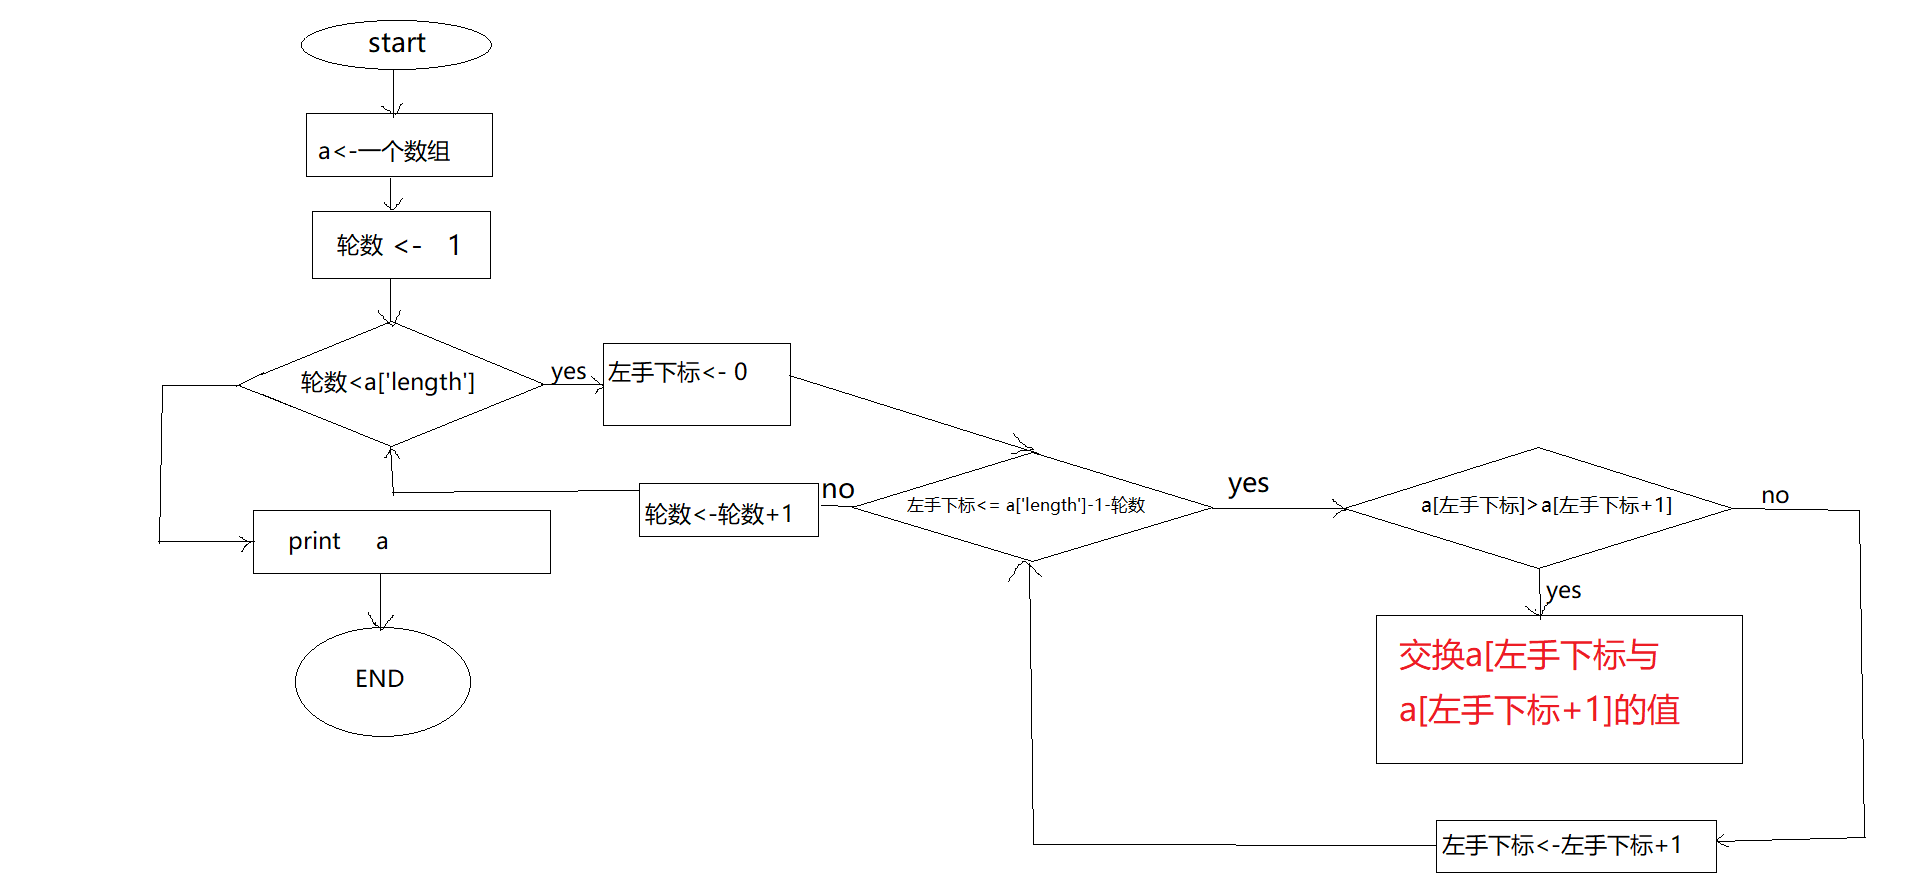 start
a<-一个数组
轮数 <- 1
轮数<a['length']
yes
左手下标<- 0
轮数<-轮数+1
no
左手下标<= a['length']-1-轮数
yes
a[左手下标]>a[左手下标+1]
no
yes
交换a[左手下标与
a[左手下标+1]的值
左手下标<-左手下标+1
print a
END